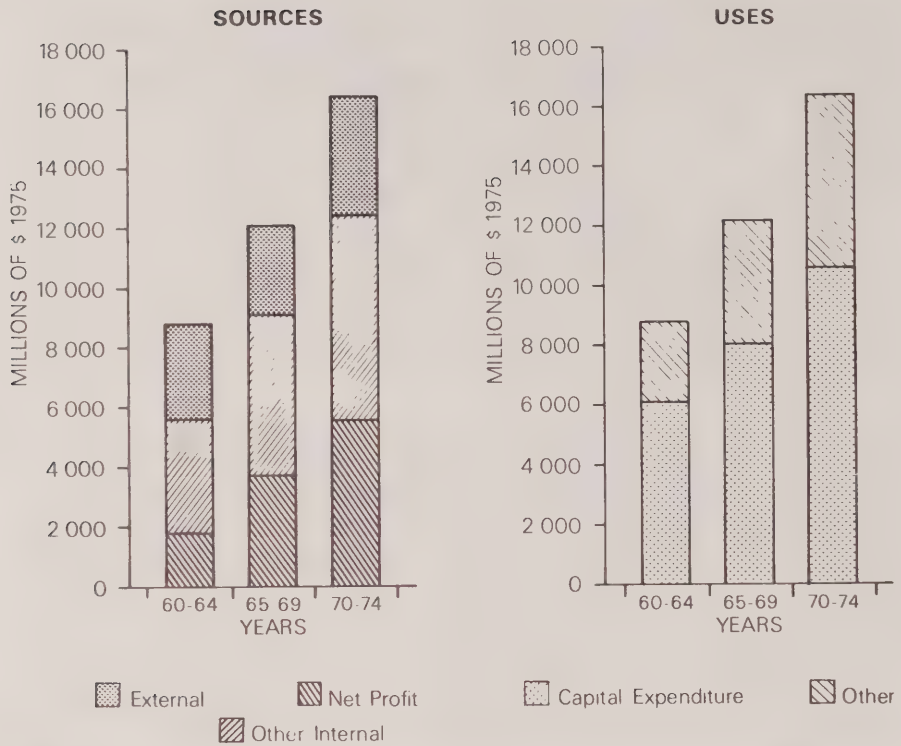 SOURCES
MILLIONS OF $ 1975
18 000
16 000
14 000
12 000
10 000
8 000
6 000
4 000
2 000
0
60-64 65 69 70-74
YEARS
External Net Profit
Other Internal
USES
MILLIONS OF $ 1975
18 000
16 000
14 000
12 000
10 000
8 000
6 000
4 000
2 000
0
60-64 65-69 70-74
YEARS
Capital Expenditure Other